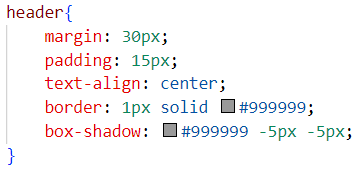 header{
    margin: 30px;
    padding: 15px;
    text-align: center;
    border: 1px solid #999999;
    box-shadow: #999999 -5px -5px;
}